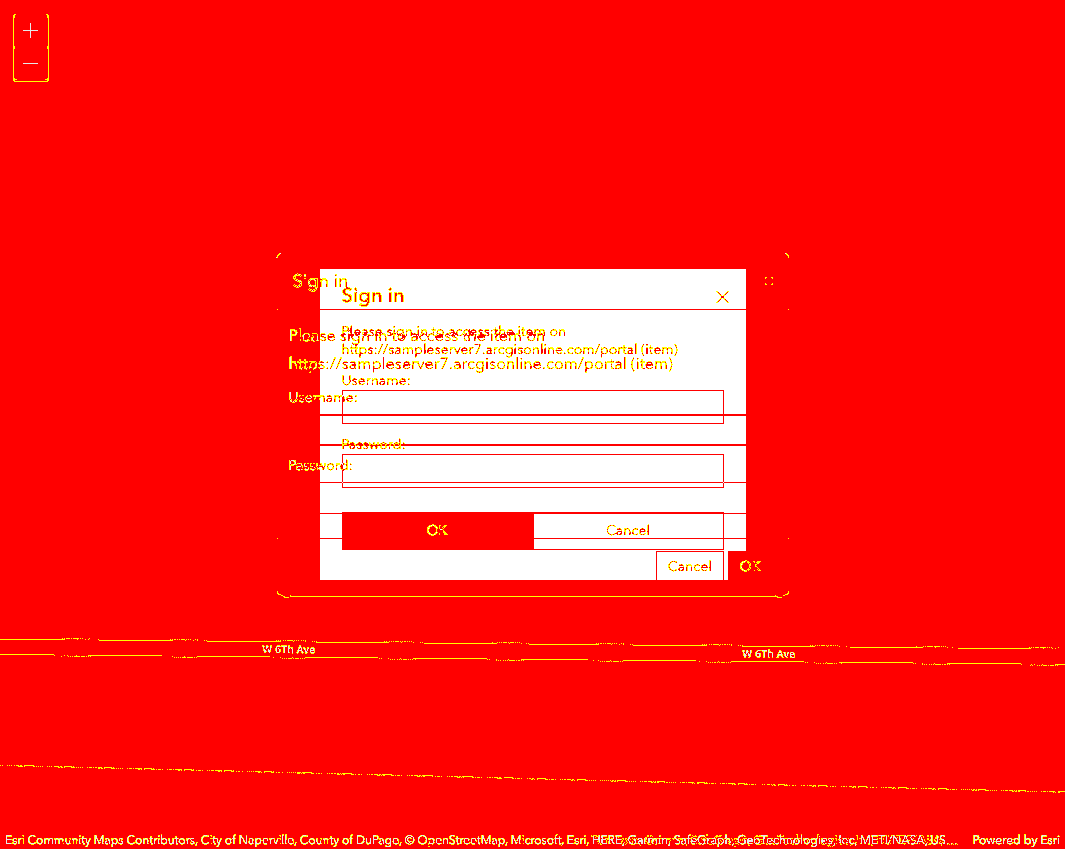 +
−
Sign in
Sign in
Please sign in to access the item on
Please sign in to access the item on
https://sampleserver7.arcgisonline.com/portal (item)
https://sampleserver7.arcgisonline.com/portal (item)
Username:
Username:
Password:
Password:
OK Cancel
Cancel OK
W 6Th Ave W 6Th Ave
Esri Community Maps Contributors, City of Naperville, County of DuPage, © OpenStreetMap, Microsoft, Esri, HERE, Garmin, SafeGraph, GeoTechnologies, Inc, METI/NASA, US... Powered by Esri